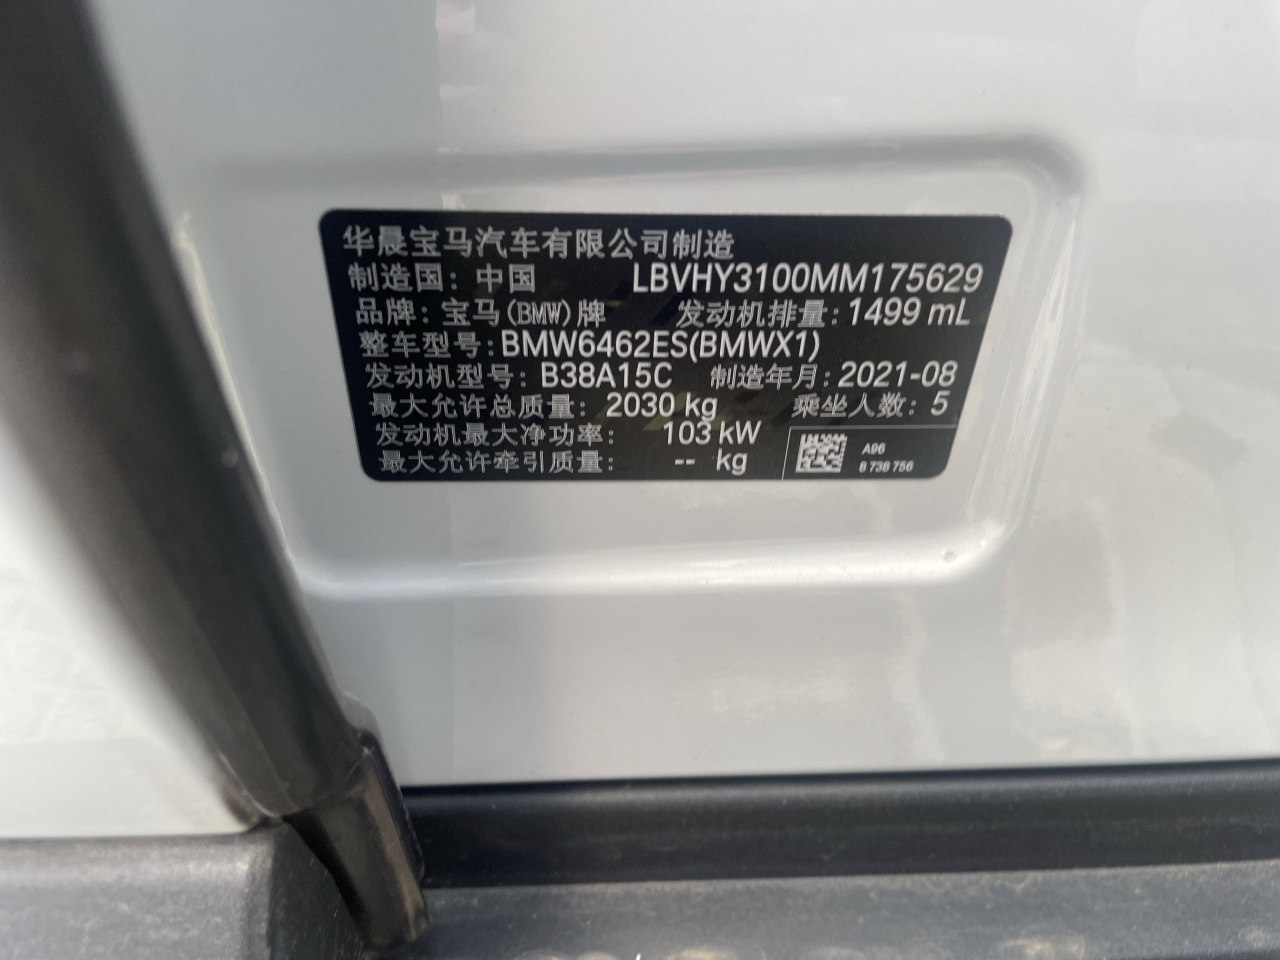 华晨宝马汽车有限公司制造
制造国: 中国 LBVHY3100MM175629
品牌: 宝马(BMW)牌 发动机排量: 1499 mL
整车型号: BMW6462ES(BMWX1)
发动机型号: B38A15C 制造年月: 2021-08
最大允许总质量: 2030 kg 乘坐人数: 5
发动机最大净功率: 103 kW
最大允许牵引质量: -- kg
A96
8 738 756